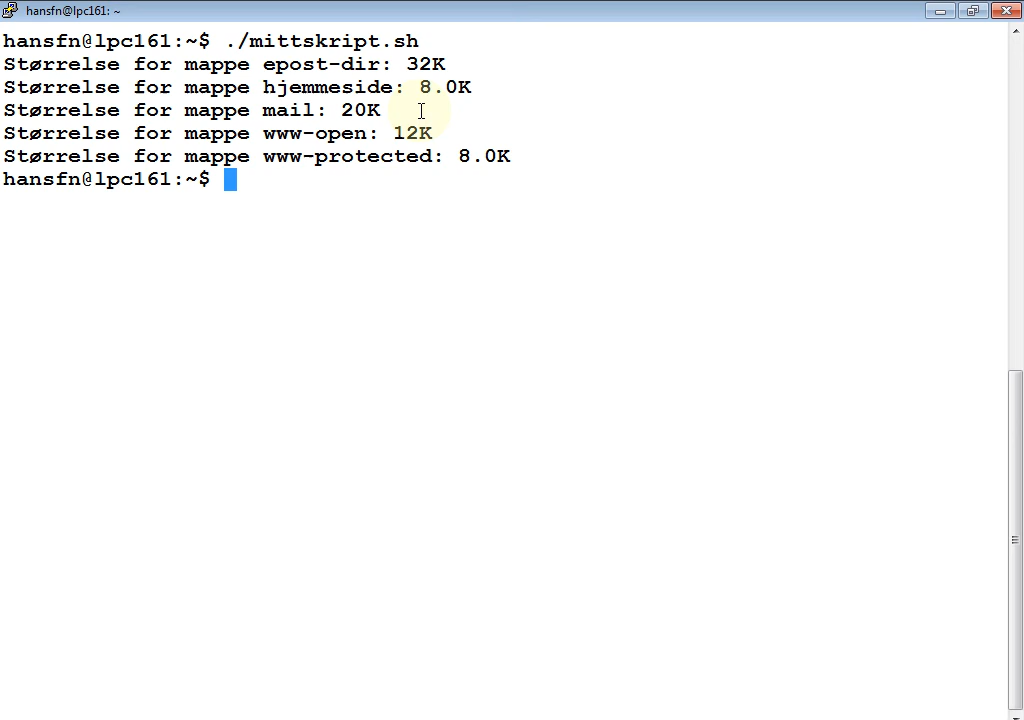 hansfn@lpc161: ~
hansfn@lpc161:~$ ./mittskript.sh
Størrelse for mappe epost-dir: 32K
Størrelse for mappe hjemmeside: 8.0K
Størrelse for mappe mail: 20K
Størrelse for mappe www-open: 12K
Størrelse for mappe www-protected: 8.0K
hansfn@lpc161:~$